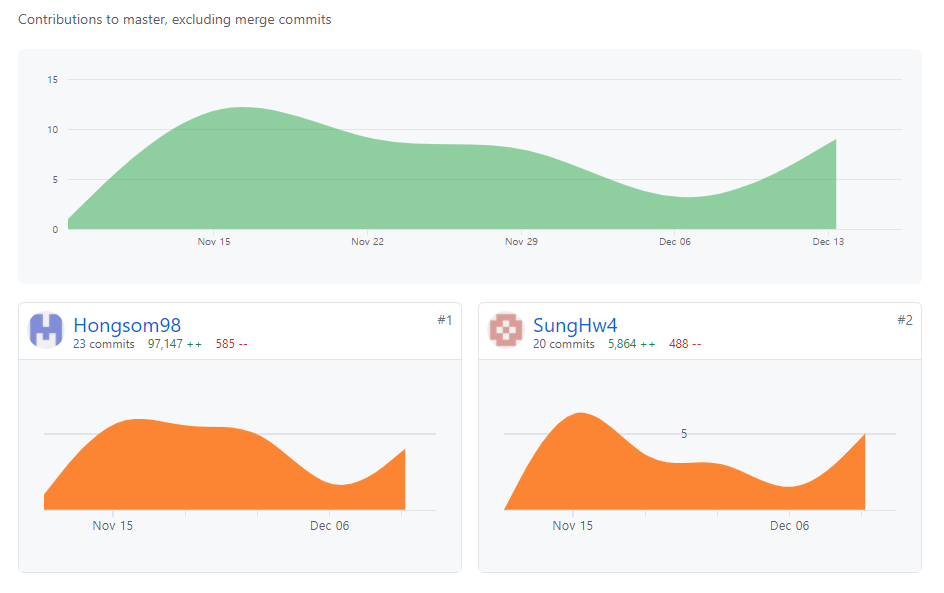 Contributions to master, excluding merge commits
15
10
5
0
Nov 15 Nov 22 Nov 29 Dec 06 Dec 13
Hongsom98 #1
23 commits 97,147 ++ 585 --
Nov 15 Dec 06
SungHw4 #2
20 commits 5,864 ++ 488 --
5
Nov 15 Dec 06